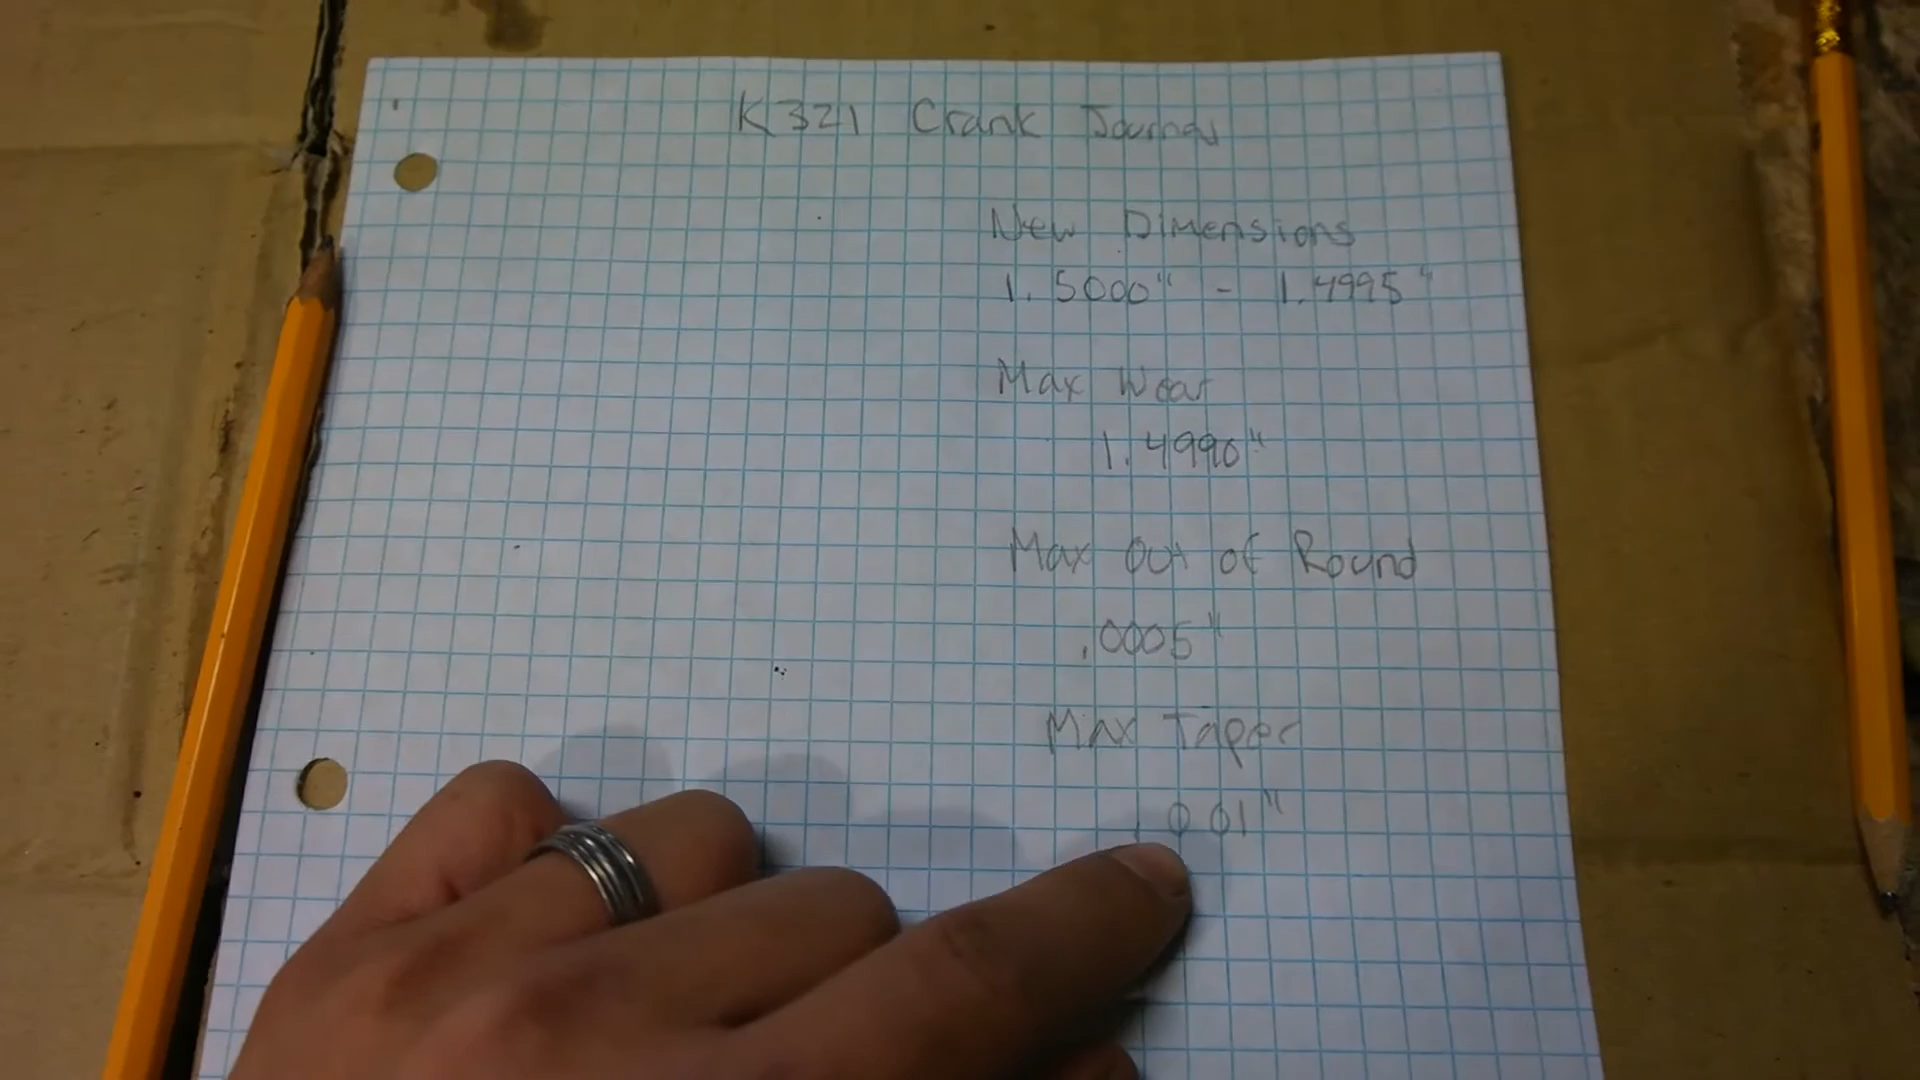 K321 Crank Journal
New Dimensions
1.5000" - 1.4995"
Max Wear
1.4990"
Max Out of Round
.0005"
Max Taper
.001"